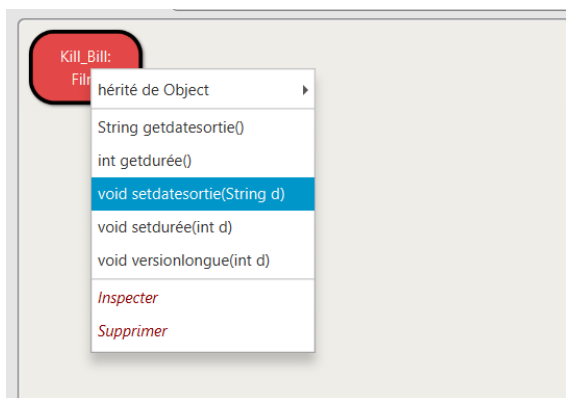 Kill_Bill:
hérité de Object
String getdatesortie()
int getdurée()
void setdatesortie(String d)
void setdurée(int d)
void versionlongue(int d)
Inspecter
Supprimer